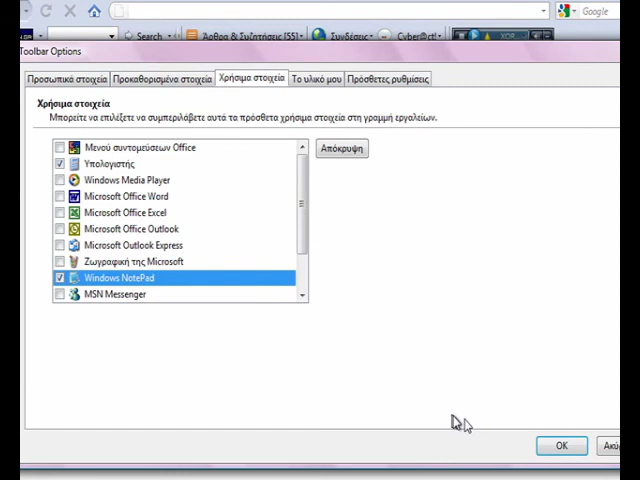 Google
Search
Άρθρα & Συζητήσεις [55]
Συνδέσεις
Cyber@ct!
Toolbar Options
Προσωπικά στοιχεία
Προκαθορισμένα στοιχεία
Χρήσιμα στοιχεία
Το υλικό μου
Πρόσθετες ρυθμίσεις
Χρήσιμα στοιχεία
Μπορείτε να επιλέξετε να συμπεριλάβετε αυτά τα πρόσθετα χρήσιμα στοιχεία στη γραμμή εργαλείων.
Μενού συντομεύσεων Office
Απόκρυψη
Υπολογιστής
Windows Media Player
Microsoft Office Word
Microsoft Office Excel
Microsoft Office Outlook
Microsoft Outlook Express
Ζωγραφική της Microsoft
Windows NotePad
MSN Messenger
OK